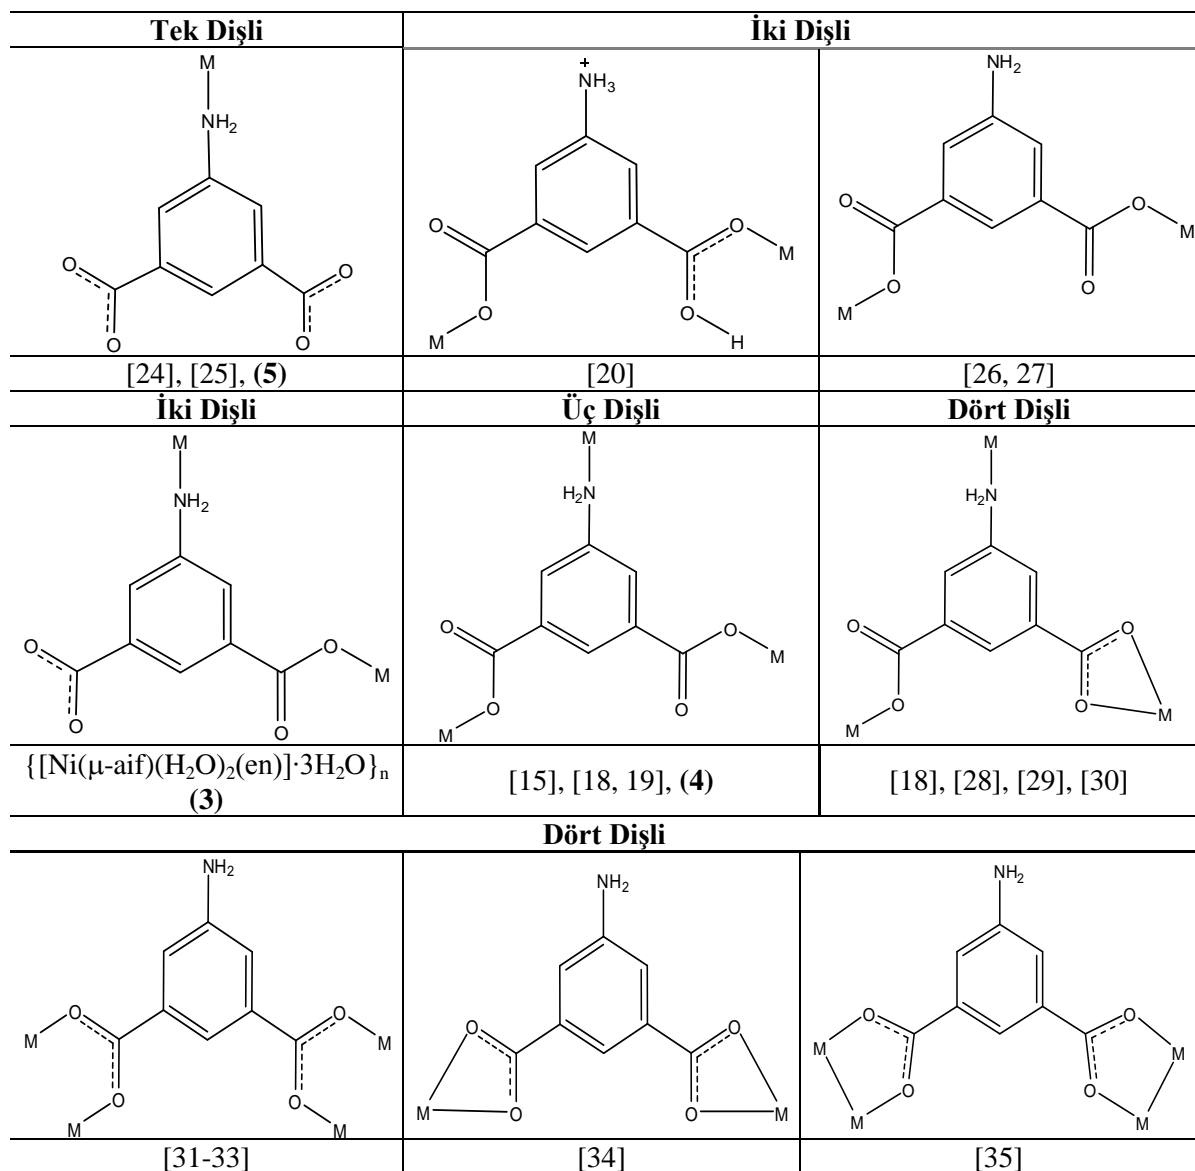 Tek Dişli
İki Dişli
M
NH2
O
O
O
O
+
NH3
O
O
M
O
M
O
H
NH2
O
O
M
O
M
O
[24], [25], (5)
[20]
[26, 27]
İki Dişli
Üç Dişli
Dört Dişli
M
NH2
O
O
O
M
O
M
H2N
O
O
M
O
M
O
M
H2N
O
O
O
M
O
M
{[Ni(μ-aif)(H2O)2(en)]·3H2O}n
(3)
[15], [18, 19], (4)
[18], [28], [29], [30]
Dört Dişli
NH2
O
O
M
M
O
O
M
M
NH2
O
O
M
O
O
M
NH2
O
O
M
M
O
O
M
M
[31-33]
[34]
[35]